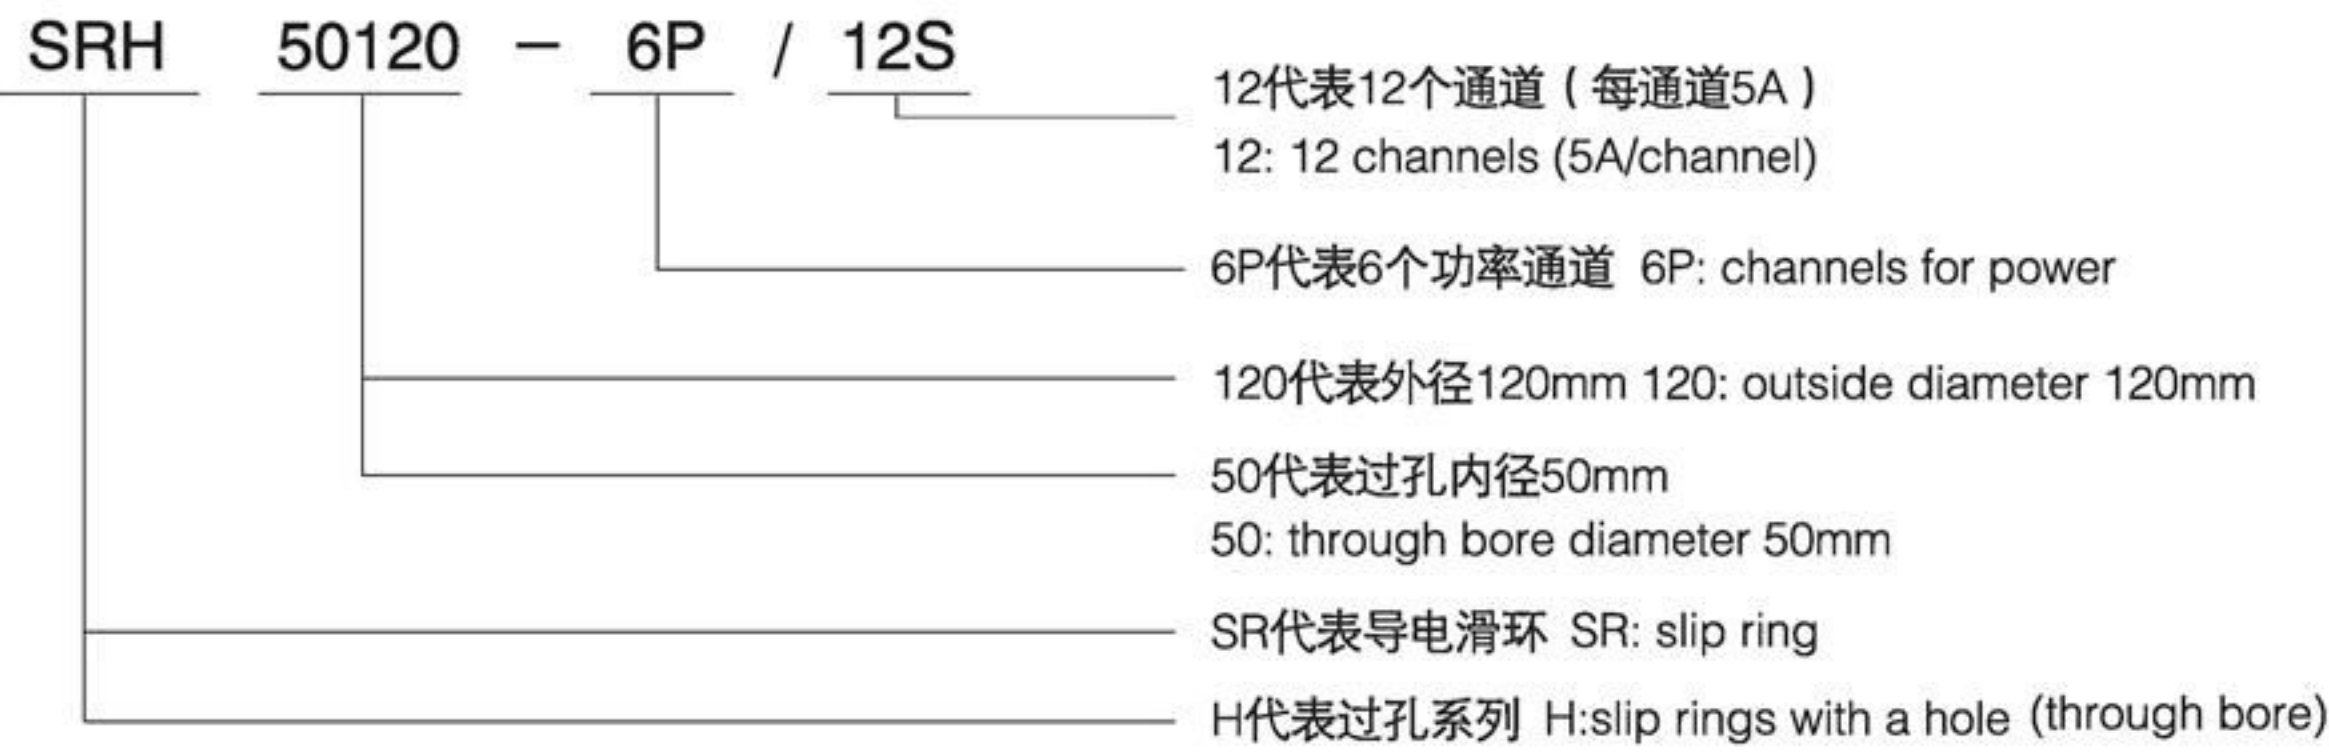 SRH 50120 – 6P / 12S
12代表12个通道（每通道5A）
12: 12 channels (5A/channel)
6P代表6个功率通道 6P: channels for power
120代表外径120mm 120: outside diameter 120mm
50代表过孔内径50mm
50: through bore diameter 50mm
SR代表导电滑环 SR: slip ring
H代表过孔系列 H:slip rings with a hole (through bore)